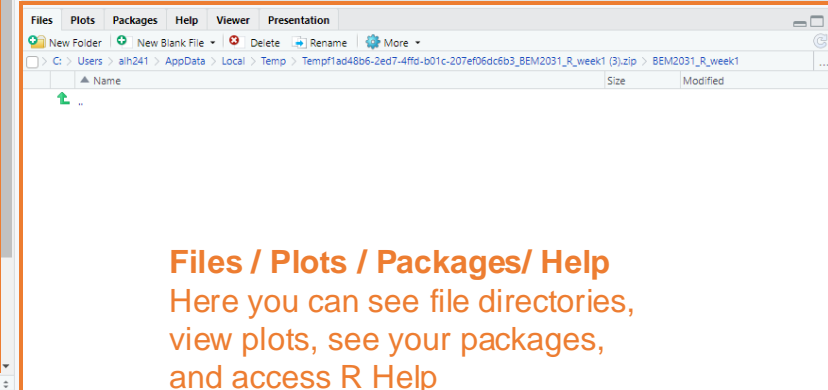 Files Plots Packages Help Viewer Presentation
New Folder New Blank File Delete Rename More
C: > Users > alh241 > AppData > Local > Temp > Tempf1ad48b6-2ed7-4ffd-b01c-207ef06dc6b3_BEM2031_R_week1 (3).zip > BEM2031_R_week1 ...
Name Size Modified
..
Files / Plots / Packages/ Help
Here you can see file directories,
view plots, see your packages,
and access R Help